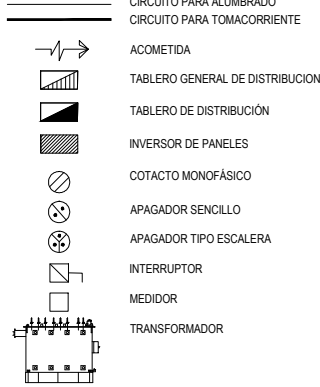 CIRCUITO PARA ALUMBRADO
CIRCUITO PARA TOMACORRIENTE
ACOMETIDA
TABLERO GENERAL DE DISTRIBUCION
TABLERO DE DISTRIBUCIÓN
INVERSOR DE PANELES
COTACTO MONOFÁSICO
APAGADOR SENCILLO
APAGADOR TIPO ESCALERA
INTERRUPTOR
MEDIDOR
TRANSFORMADOR